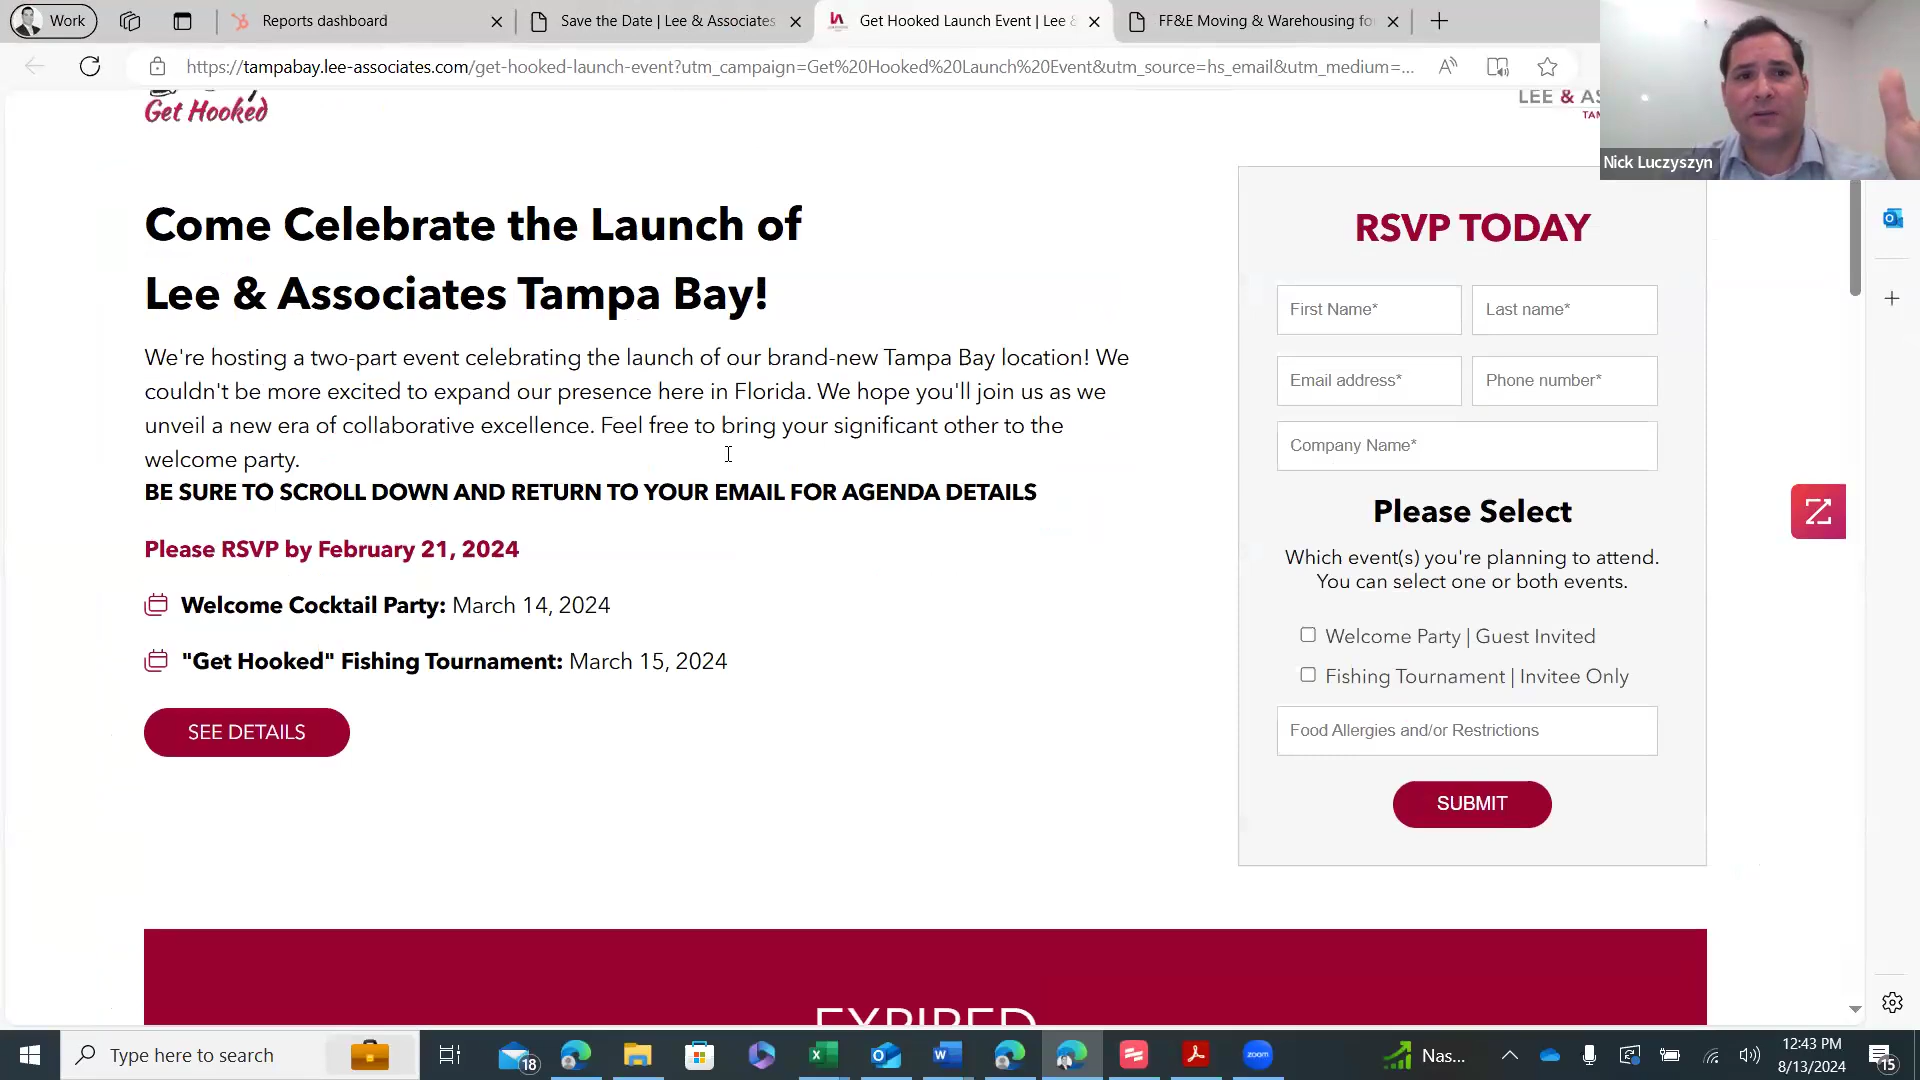 Work
Reports dashboard
Save the Date | Lee & Associates
Get Hooked Launch Event | Lee &
FF&E Moving & Warehousing fo
https://tampabay.lee-associates.com/get-hooked-launch-event?utm_campaign=Get%20Hooked%20Launch%20Event&utm_source=hs_email&utm_medium=...
Nick Luczyszyn
Get Hooked
LEE & AS
TAM
Come Celebrate the Launch of
Lee & Associates Tampa Bay!
We're hosting a two-part event celebrating the launch of our brand-new Tampa Bay location! We
couldn't be more excited to expand our presence here in Florida. We hope you'll join us as we
unveil a new era of collaborative excellence. Feel free to bring your significant other to the
welcome party.
BE SURE TO SCROLL DOWN AND RETURN TO YOUR EMAIL FOR AGENDA DETAILS
Please RSVP by February 21, 2024
Welcome Cocktail Party: March 14, 2024
"Get Hooked" Fishing Tournament: March 15, 2024
SEE DETAILS
RSVP TODAY
First Name*
Last name*
Email address*
Phone number*
Company Name*
Please Select
Which event(s) you're planning to attend.
You can select one or both events.
Welcome Party | Guest Invited
Fishing Tournament | Invitee Only
Food Allergies and/or Restrictions
SUBMIT
EXPIRED
Type here to search
18
zoom
Nas...
12:43 PM
8/13/2024
15